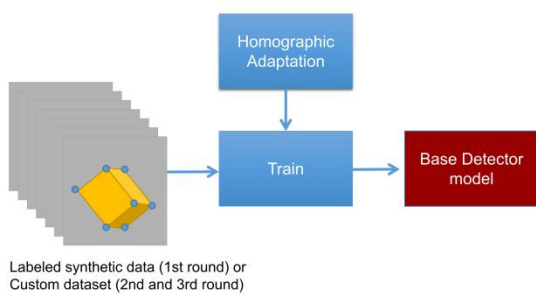 Homographic
Adaptation
Train
Base Detector
model
Labeled synthetic data (1st round) or
Custom dataset (2nd and 3rd round)